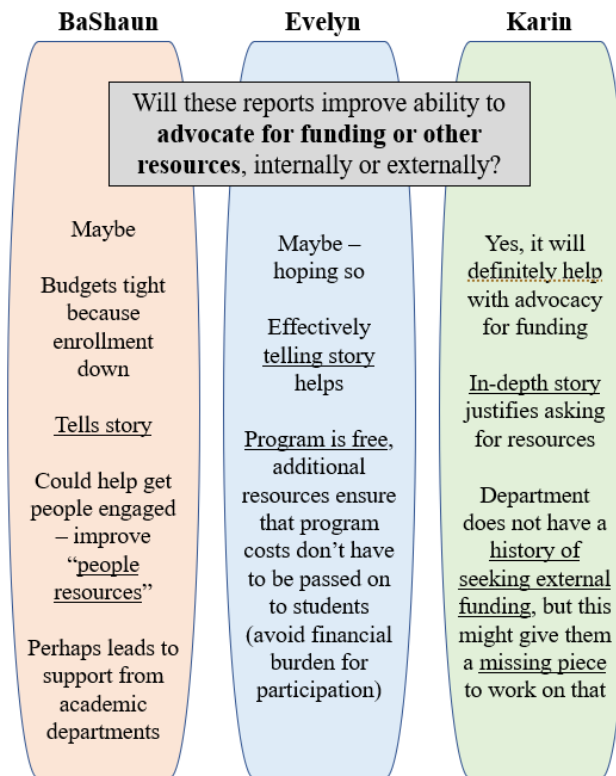 BaShaun
Evelyn
Karin
Will these reports improve ability to
advocate for funding or other
resources, internally or externally?
Maybe
Budgets tight
because
enrollment
down
Tells story
Could help get
people engaged
– improve
“people
resources”
Perhaps leads to
support from
academic
departments
Maybe –
hoping so
Effectively
telling story
helps
Program is free,
additional
resources ensure
that program
costs don’t have
to be passed on
to students
(avoid financial
burden for
participation)
Yes, it will
definitely help
with advocacy
for funding
In-depth story
justifies asking
for resources
Department
does not have a
history of
seeking external
funding, but this
might give them
a missing piece
to work on that